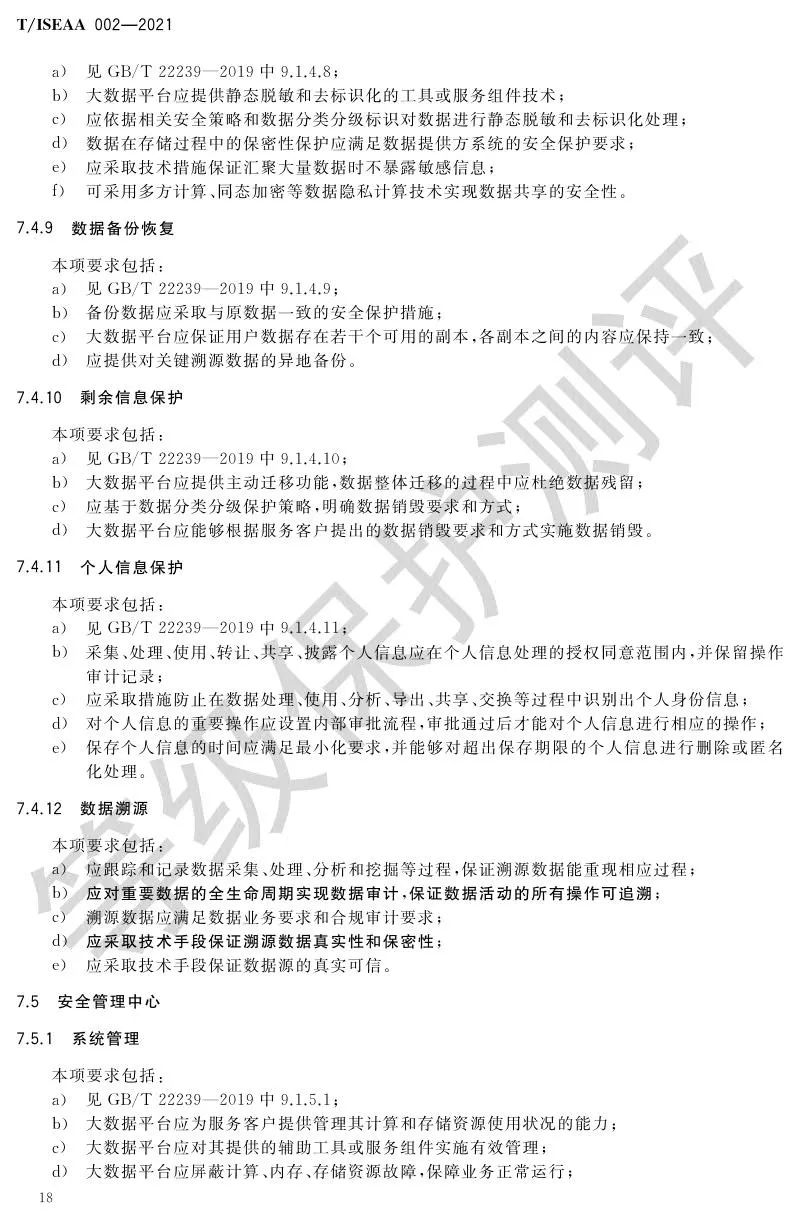 T/ISEAA 002—2021
a) 见 GB/T 22239—2019 中 9.1.4.8;
b) 大数据平台应提供静态脱敏和去标识化的工具或服务组件技术;
c) 应依据相关安全策略和数据分类分级标识对数据进行静态脱敏和去标识化处理;
d) 数据在存储过程中的保密性保护应满足数据提供方系统的安全保护要求;
e) 应采取技术措施保证汇聚大量数据时不暴露敏感信息;
f) 可采用多方计算、同态加密等数据隐私计算技术实现数据共享的安全性。
7.4.9 数据备份恢复
本项要求包括:
a) 见 GB/T 22239—2019 中 9.1.4.9;
b) 备份数据应采取与原数据一致的安全保护措施;
c) 大数据平台应保证用户数据存在若干个可用的副本,各副本之间的内容应保持一致;
d) 应提供对关键溯源数据的异地备份。
7.4.10 剩余信息保护
本项要求包括:
a) 见 GB/T 22239—2019 中 9.1.4.10;
b) 大数据平台应提供主动迁移功能,数据整体迁移的过程中应杜绝数据残留;
c) 应基于数据分类分级保护策略,明确数据销毁要求和方式;
d) 大数据平台应能够根据服务客户提出的数据销毁要求和方式实施数据销毁。
7.4.11 个人信息保护
本项要求包括:
a) 见 GB/T 22239—2019 中 9.1.4.11;
b) 采集、处理、使用、转让、共享、披露个人信息应在个人信息处理的授权同意范围内,并保留操作
审计记录;
c) 应采取措施防止在数据处理、使用、分析、导出、共享、交换等过程中识别出个人身份信息;
d) 对个人信息的重要操作应设置内部审批流程,审批通过后才能对个人信息进行相应的操作;
e) 保存个人信息的时间应满足最小化要求,并能够对超出保存期限的个人信息进行删除或匿名
化处理。
7.4.12 数据溯源
本项要求包括:
a) 应跟踪和记录数据采集、处理、分析和挖掘等过程,保证溯源数据能重现相应过程;
b) 应对重要数据的全生命周期实现数据审计,保证数据活动的所有操作可追溯;
c) 溯源数据应满足数据业务要求和合规审计要求;
d) 应采取技术手段保证溯源数据真实性和保密性;
e) 应采取技术手段保证数据源的真实可信。
7.5 安全管理中心
7.5.1 系统管理
本项要求包括:
a) 见 GB/T 22239—2019 中 9.1.5.1;
b) 大数据平台应为服务客户提供管理其计算和存储资源使用状况的能力;
c) 大数据平台应对其提供的辅助工具或服务组件实施有效管理;
d) 大数据平台应屏蔽计算、内存、存储资源故障,保障业务正常运行;
18
等级保护测评